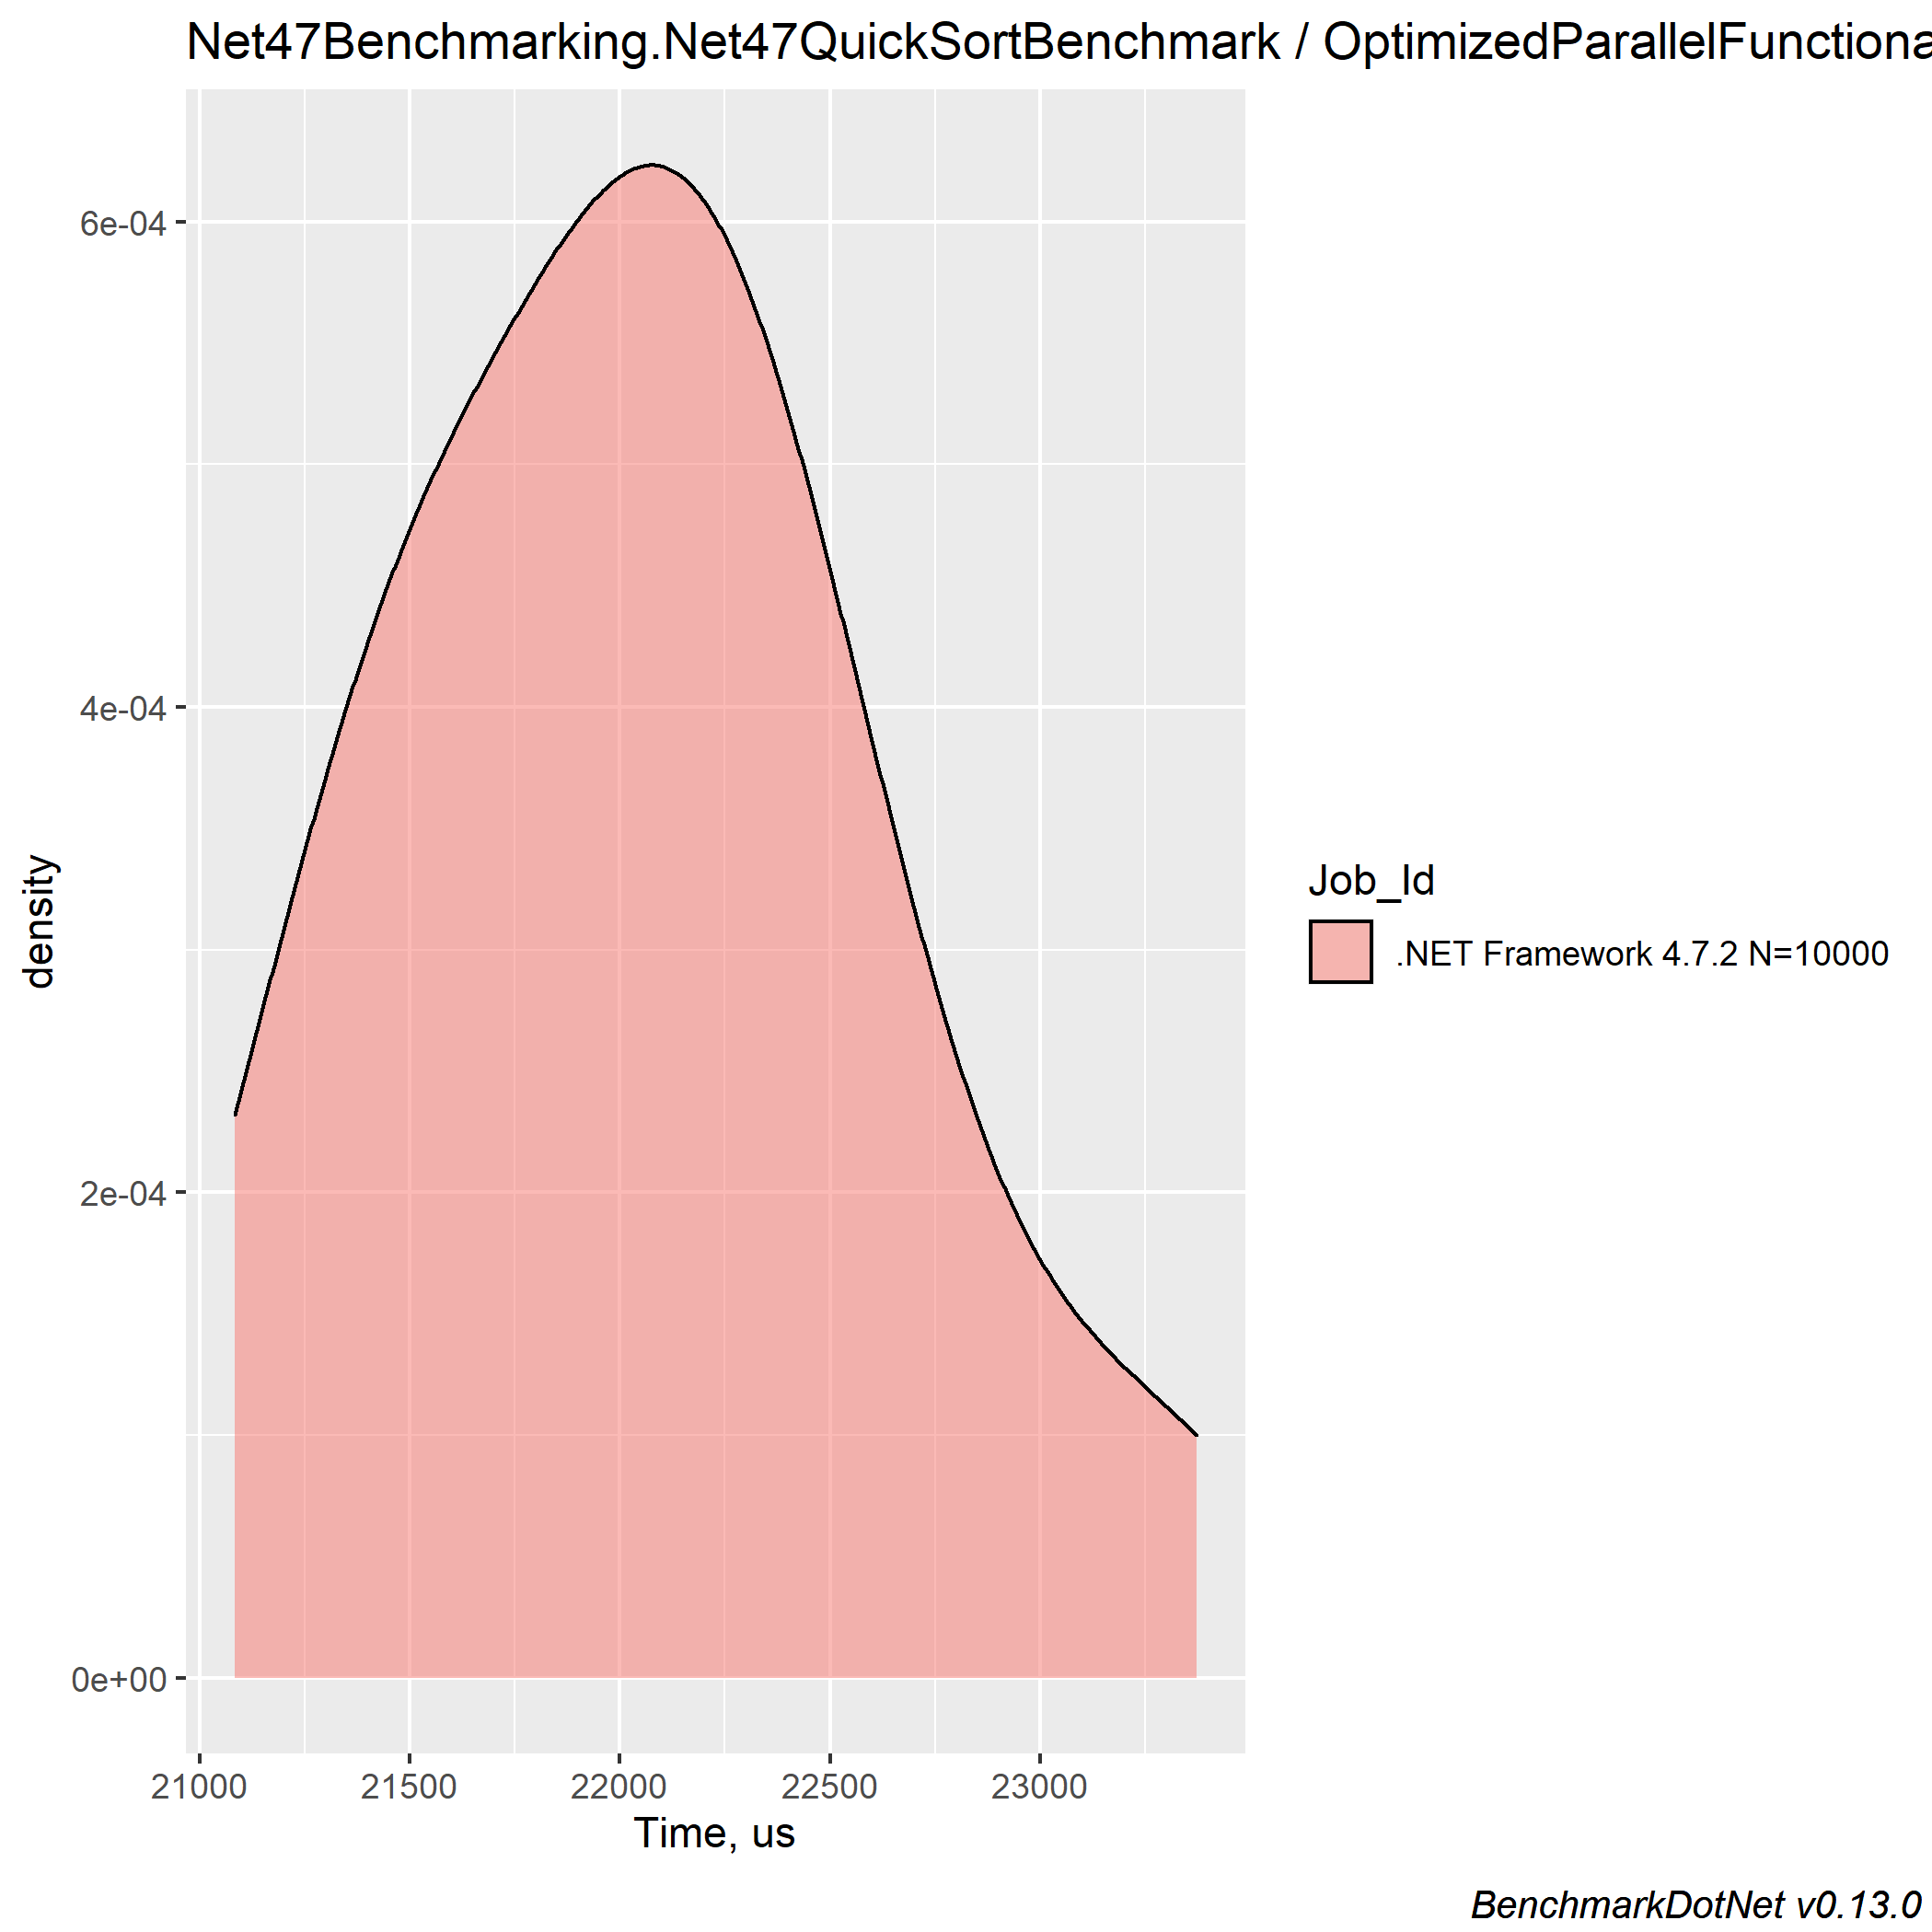 Net47Benchmarking.Net47QuickSortBenchmark / OptimizedParallelFunctiona
6e-04
4e-04
2e-04
0e+00
density
21000 21500 22000 22500 23000
Time, us
Job_Id
.NET Framework 4.7.2 N=10000
BenchmarkDotNet v0.13.0